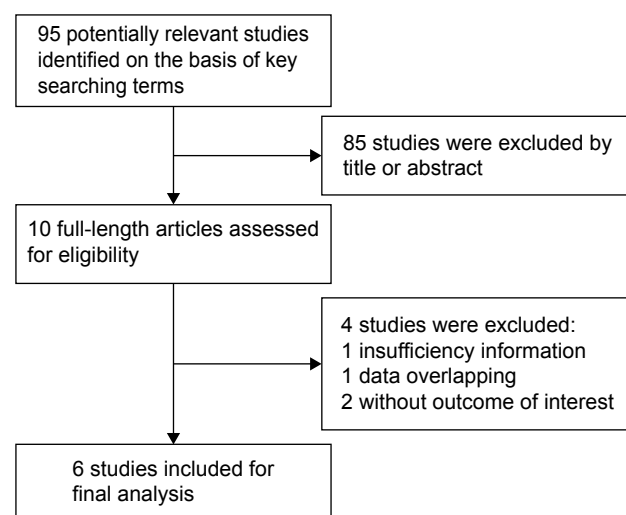 95 potentially relevant studies
identified on the basis of key
searching terms
85 studies were excluded by
title or abstract
10 full-length articles assessed
for eligibility
4 studies were excluded:
1 insufficiency information
1 data overlapping
2 without outcome of interest
6 studies included for
final analysis